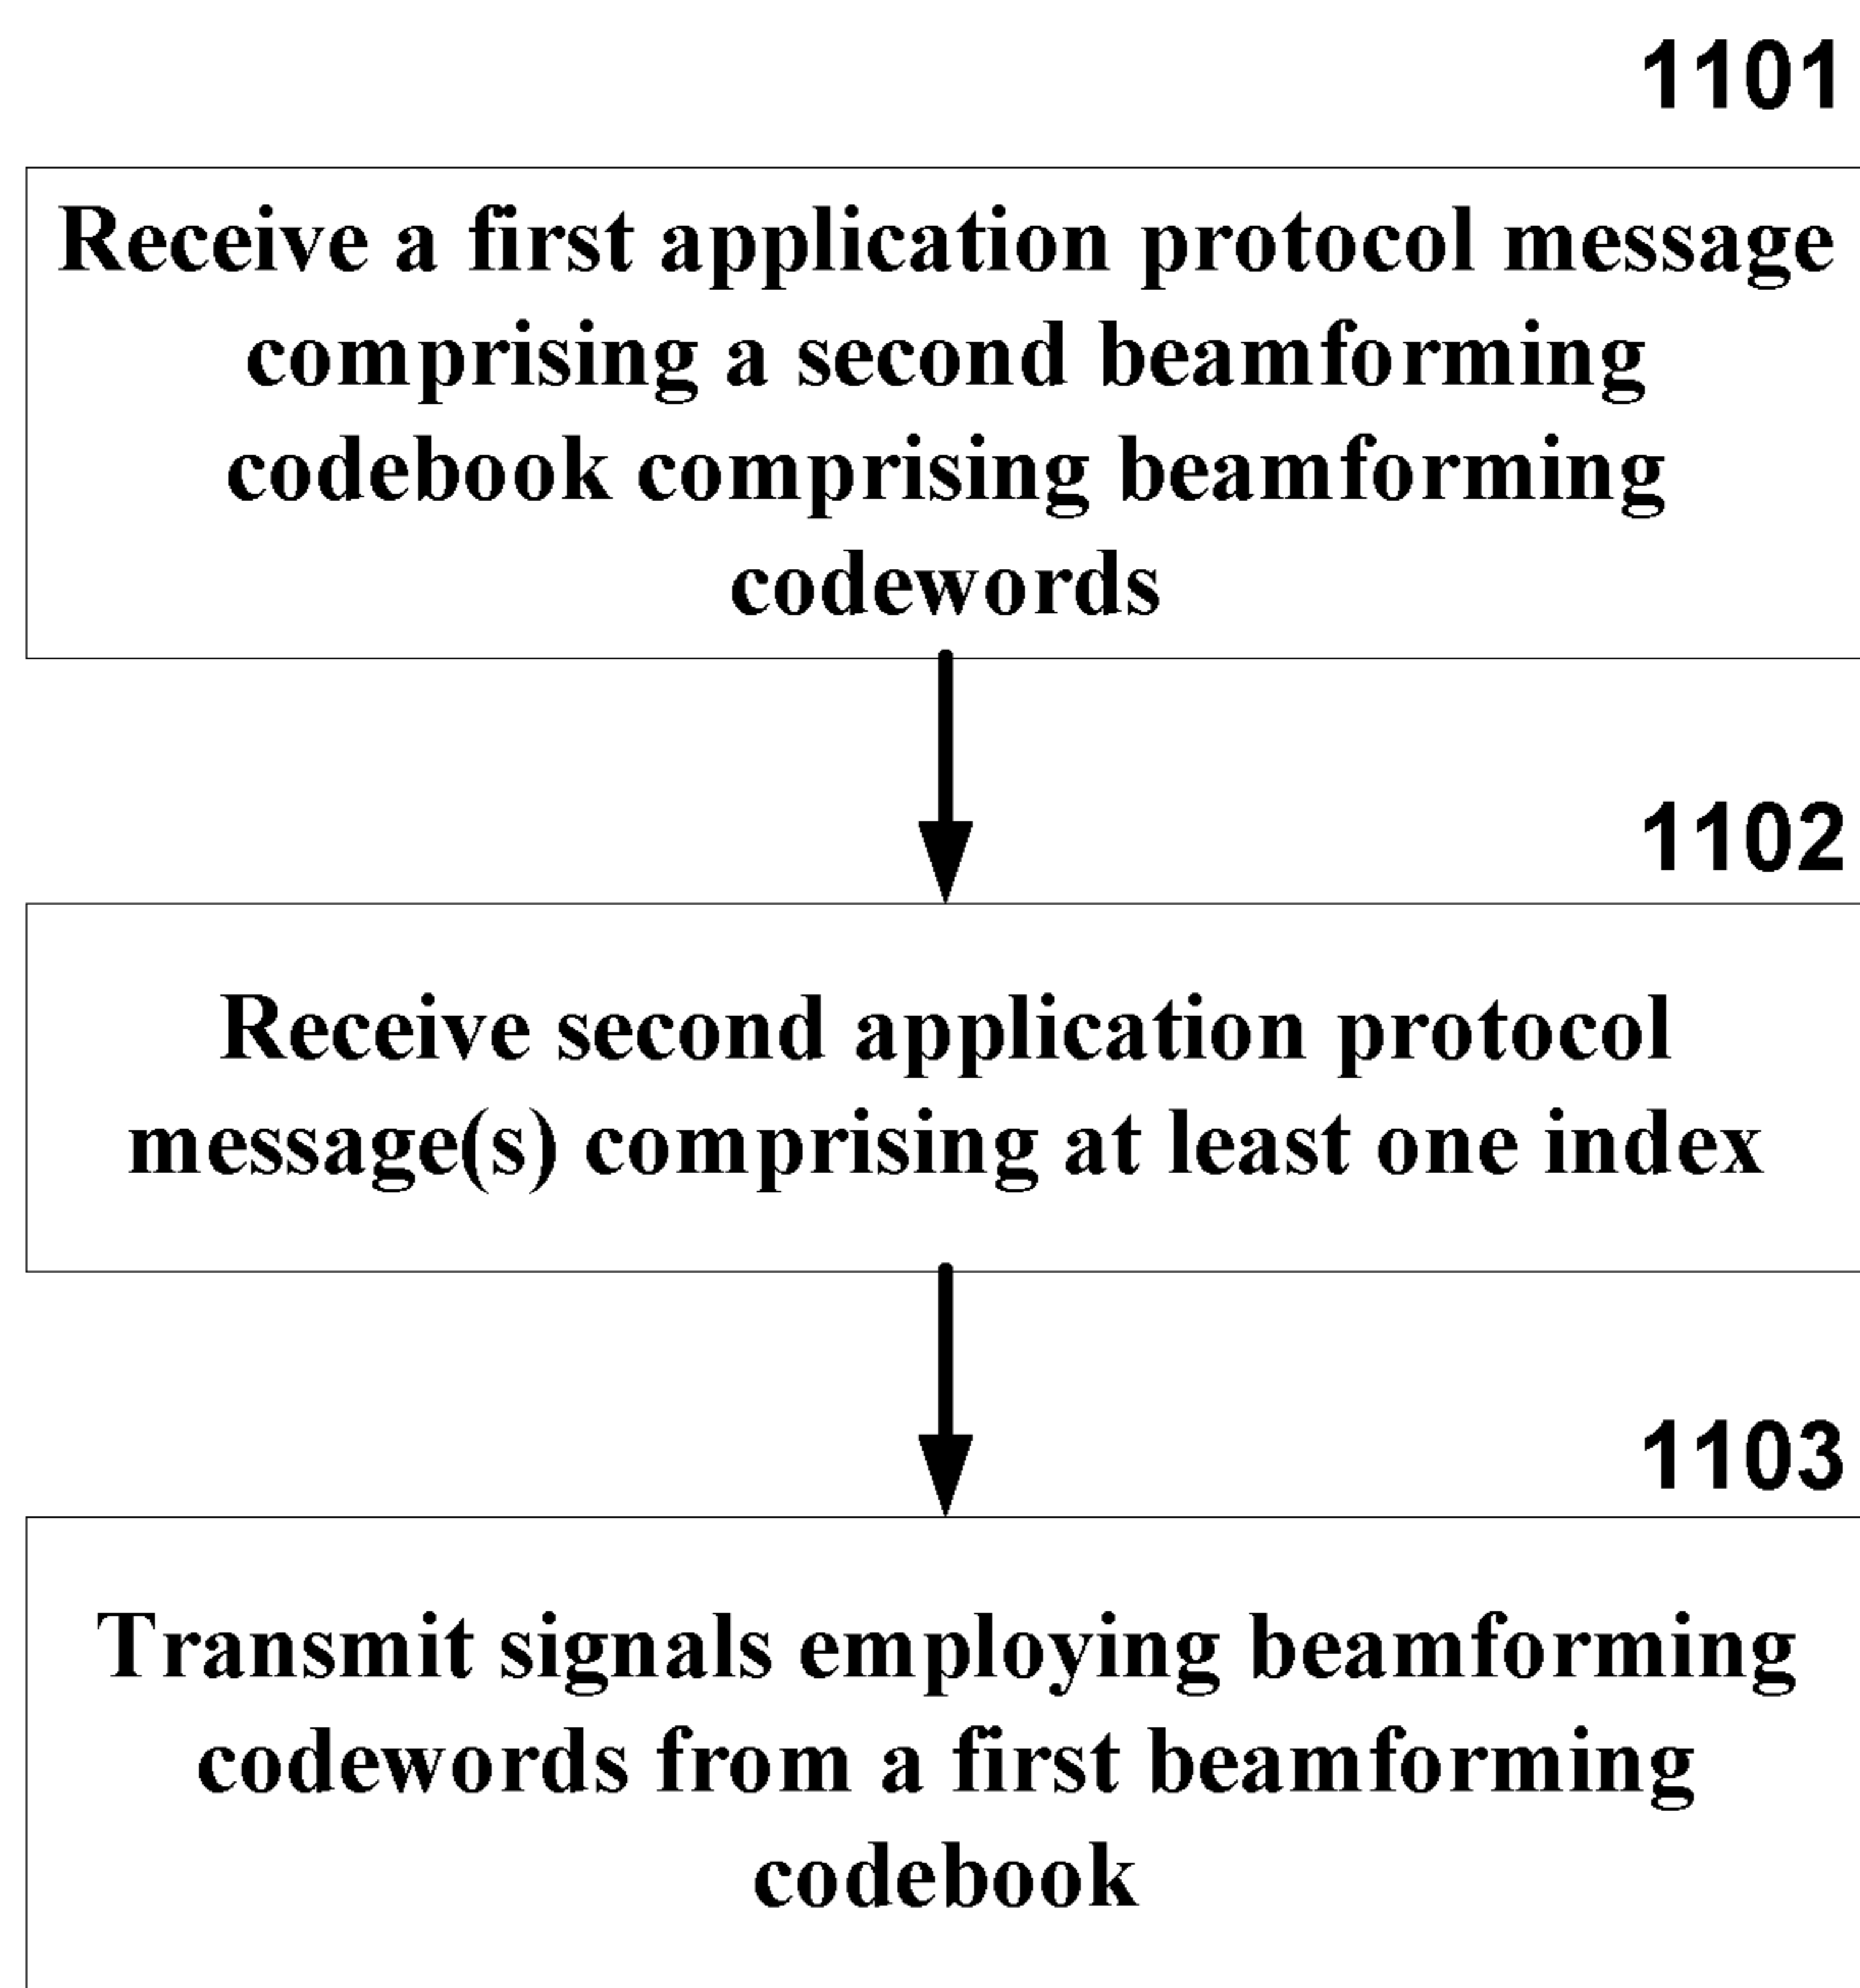 1101
Receive a first application protocol message
comprising a second beamforming
codebook comprising beamforming
codewords
1102
Receive second application protocol
message(s) comprising at least one index
1103
Transmit signals employing beamforming
codewords from a first beamforming
codebook